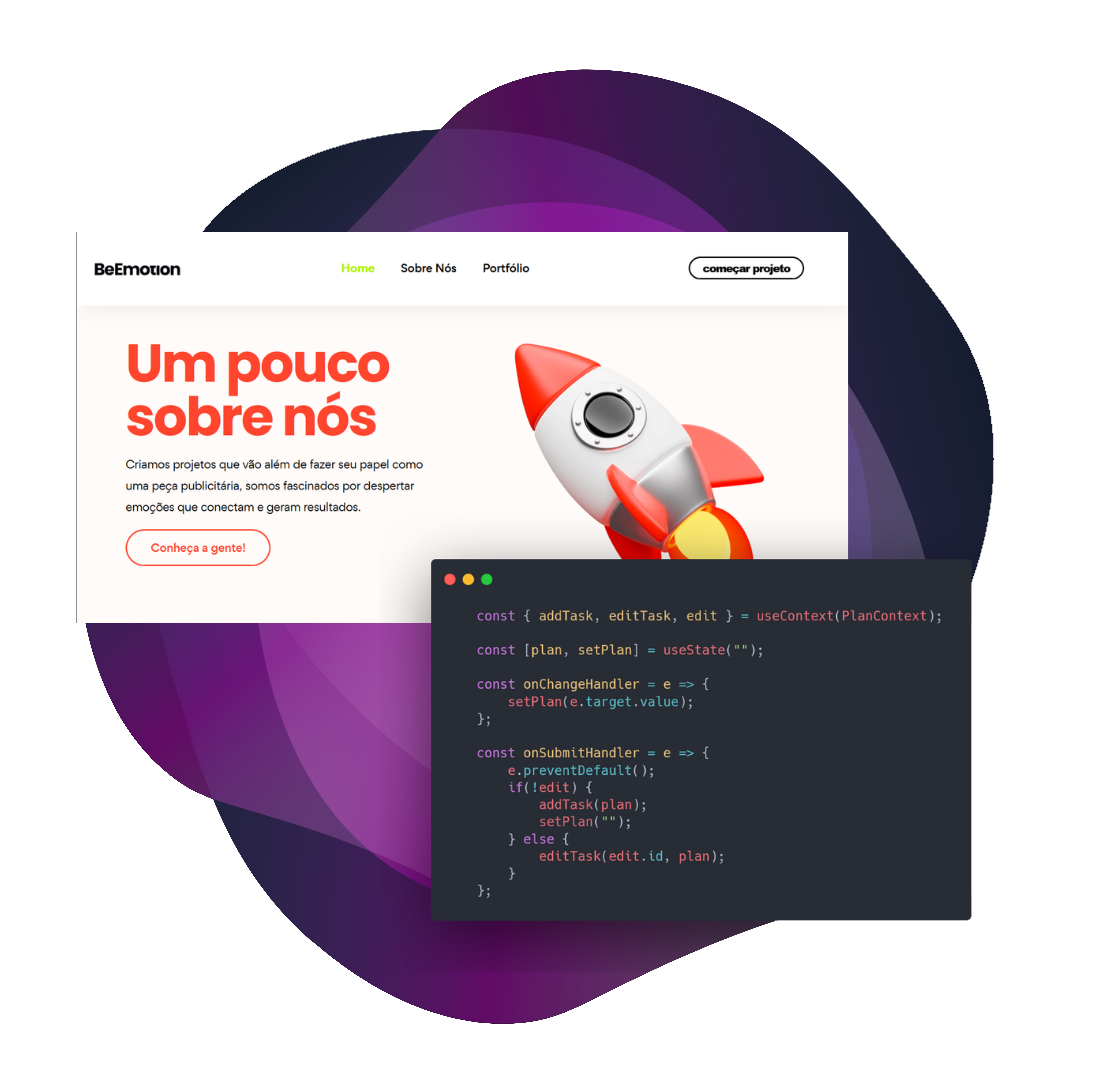 BeEmotion
Home Sobre Nós Portfólio
começar projeto
Um pouco
sobre nós
Criamos projetos que vão além de fazer seu papel como
uma peça publicitária, somos fascinados por despertar
emoções que conectam e geram resultados.
Conheça a gente!
const { addTask, editTask, edit } = useContext(PlanContext);
const [plan, setPlan] = useState("");
const onChangeHandler = e => {
    setPlan(e.target.value);
};
const onSubmitHandler = e => {
    e.preventDefault();
    if(!edit) {
        addTask(plan);
        setPlan("");
    } else {
        editTask(edit.id, plan);
    }
};